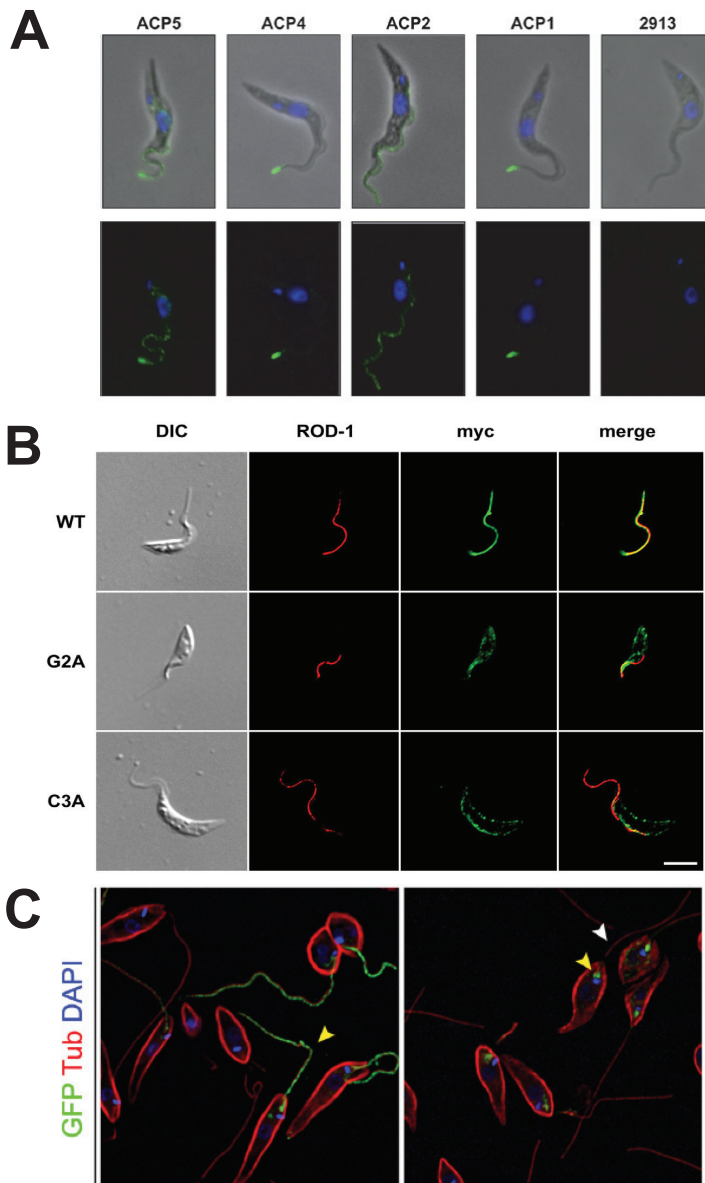 A
ACP5 ACP4 ACP2 ACP1 2913
B
DIC ROD-1 myc merge
WT
G2A
C3A
C
GFP Tub DAPI